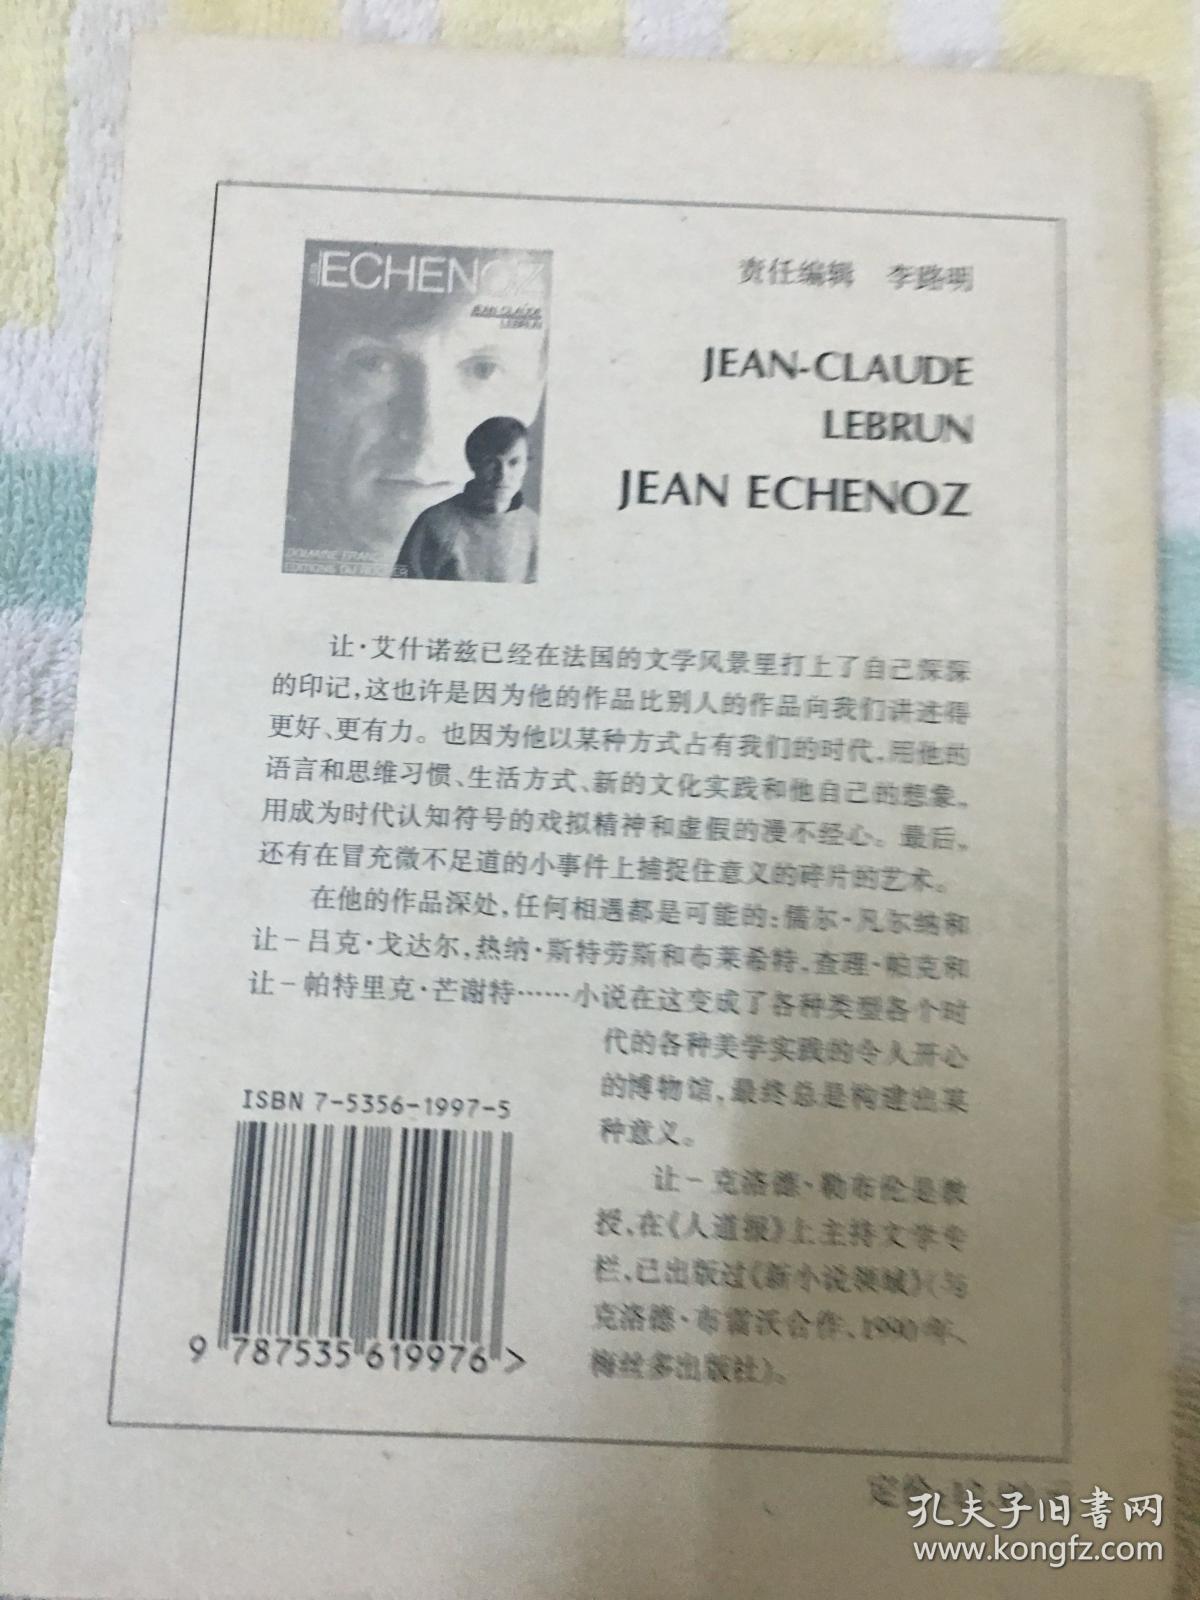 ECHENOZ
JEAN-CLAUDE
LEBRUN
EDITIONS DU ROCHER
责任编辑 李路明
JEAN-CLAUDE
LEBRUN
JEAN ECHENOZ
让·艾什诺兹已经在法国的文学风景里打上了自己深深
的印记,这也许是因为他的作品比别人的作品向我们讲述得
更好、更有力。也因为他以某种方式占有我们的时代,用他的
语言和思维习惯、生活方式、新的文化实践和他自己的想象,
用成为时代认知符号的戏拟精神和虚假的漫不经心。最后,
还有在冒充微不足道的小事件上捕捉住意义的碎片的艺术。
在他的作品深处,任何相遇都是可能的:儒尔·凡尔纳和
让-吕克·戈达尔,热纳·斯特劳斯和布莱希特,查理·帕克和
让-帕特里克·芒谢特……小说在这变成了各种类型各个时
代的各种美学实践的令人开心
的博物馆,最终总是构建出某
种意义。
让-克洛德·勒布伦是教
授,在《人道报》上主持文学专
栏,已出版过《新小说领域》(与
克洛德·布雷沃合作,1990年,
梅丝多出版社)。
ISBN 7-5356-1997-5
9 787535 619976 >
定价
孔夫子旧书网
www.kongfz.com